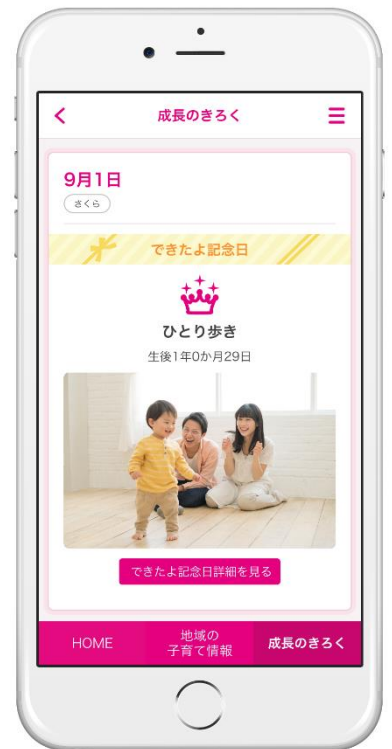 成長のきろく
9月1日
さくら
できたよ記念日
ひとり歩き
生後1年0か月29日
できたよ記念日詳細を見る
HOME
地域の
子育て情報
成長のきろく